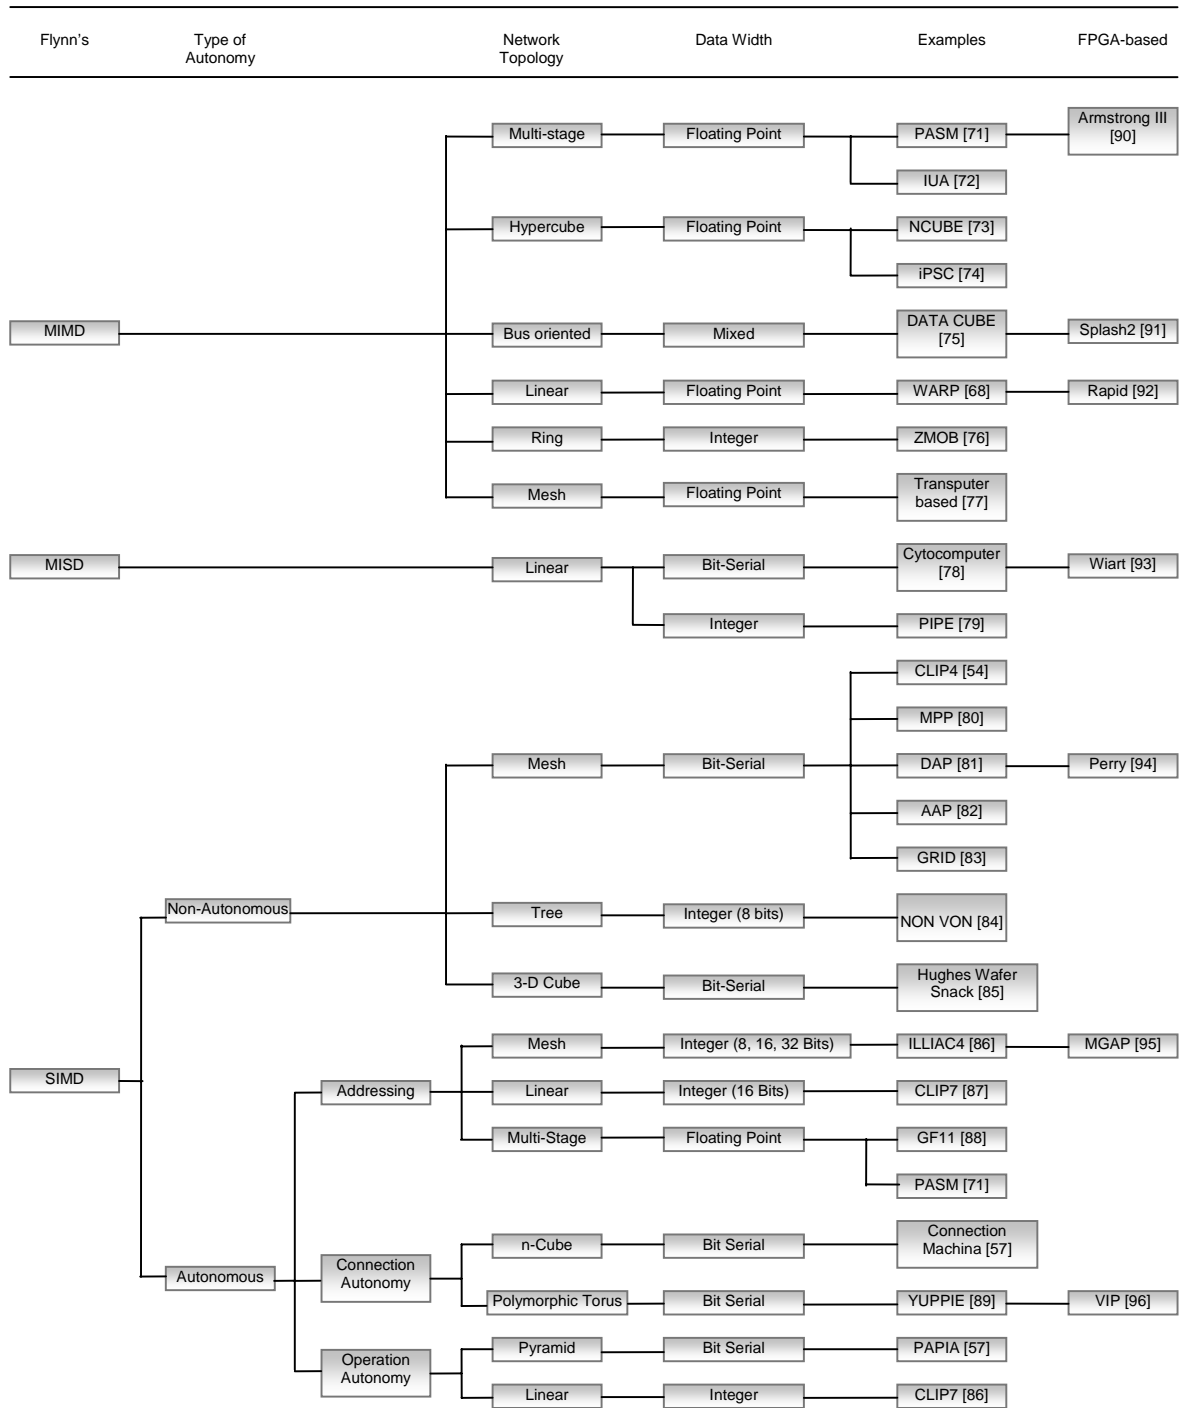 Flynn's
Type of
Autonomy
Network
Topology
Data Width
Examples
FPGA-based
Multi-stage
Floating Point
PASM [71]
Armstrong III
[90]
IUA [72]
Hypercube
Floating Point
NCUBE [73]
iPSC [74]
MIMD
Bus oriented
Mixed
DATA CUBE
[75]
Splash2 [91]
Linear
Floating Point
WARP [68]
Rapid [92]
Ring
Integer
ZMOB [76]
Mesh
Floating Point
Transputer
based [77]
MISD
Linear
Bit-Serial
Cytocomputer
[78]
Wiart [93]
Integer
PIPE [79]
CLIP4 [54]
MPP [80]
Mesh
Bit-Serial
DAP [81]
Perry [94]
AAP [82]
GRID [83]
Non-Autonomous
Tree
Integer (8 bits)
NON VON [84]
3-D Cube
Bit-Serial
Hughes Wafer
Snack [85]
Mesh
Integer (8, 16, 32 Bits)
ILLIAC4 [86]
MGAP [95]
SIMD
Addressing
Linear
Integer (16 Bits)
CLIP7 [87]
Multi-Stage
Floating Point
GF11 [88]
PASM [71]
n-Cube
Bit Serial
Connection
Machina [57]
Autonomous
Connection
Autonomy
Polymorphic Torus
Bit Serial
YUPPIE [89]
VIP [96]
Operation
Autonomy
Pyramid
Bit Serial
PAPIA [57]
Linear
Integer
CLIP7 [86]